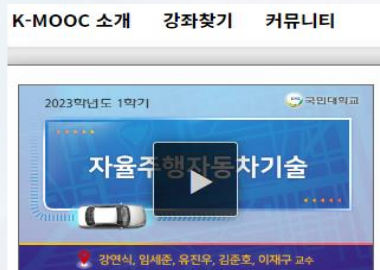 K-MOOC 소개 강좌찾기 커뮤니티
2023학년도 1학기 국민대학교
자율주행자동차기술
강연식, 임세준, 유진우, 김준호, 이재구 교수